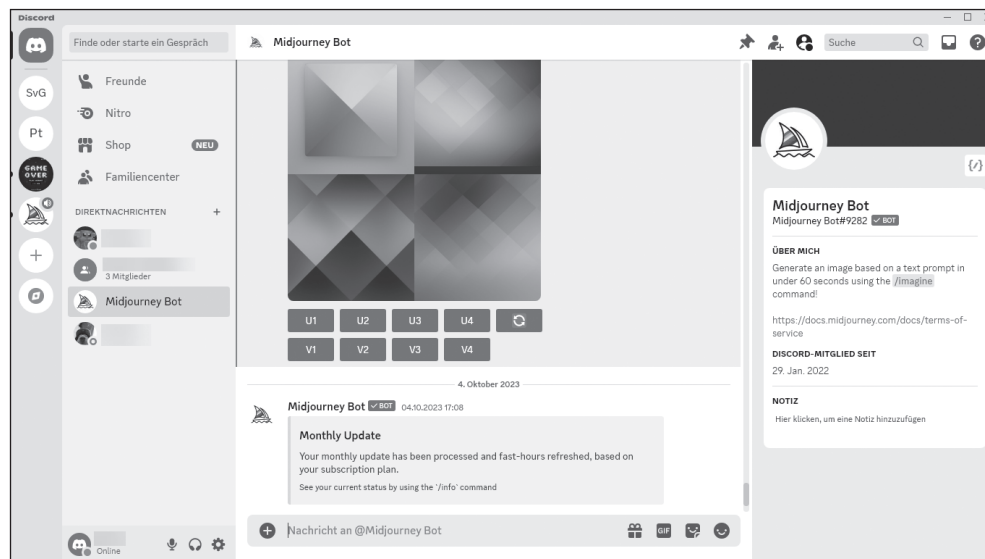 Discord
SvG
Pt
GAME
OVER
Finde oder starte ein Gespräch
Freunde
Nitro
Shop
NEU
Familiencenter
DIREKTNACHRICHTEN +
3 Mitglieder
Midjourney Bot
Online
Midjourney Bot
Suche
U1 U2 U3 U4
V1 V2 V3 V4
4. Oktober 2023
Midjourney Bot BOT 04.10.2023 17:08
Monthly Update
Your monthly update has been processed and fast-hours refreshed, based on
your subscription plan.
See your current status by using the `/info` command
Nachricht an @Midjourney Bot
GIF
{/}
Midjourney Bot
Midjourney Bot#9282 BOT
ÜBER MICH
Generate an image based on a text prompt in
under 60 seconds using the /imagine
command!
https://docs.midjourney.com/docs/terms-of-
service
DISCORD-MITGLIED SEIT
29. Jan. 2022
NOTIZ
Hier klicken, um eine Notiz hinzuzufügen